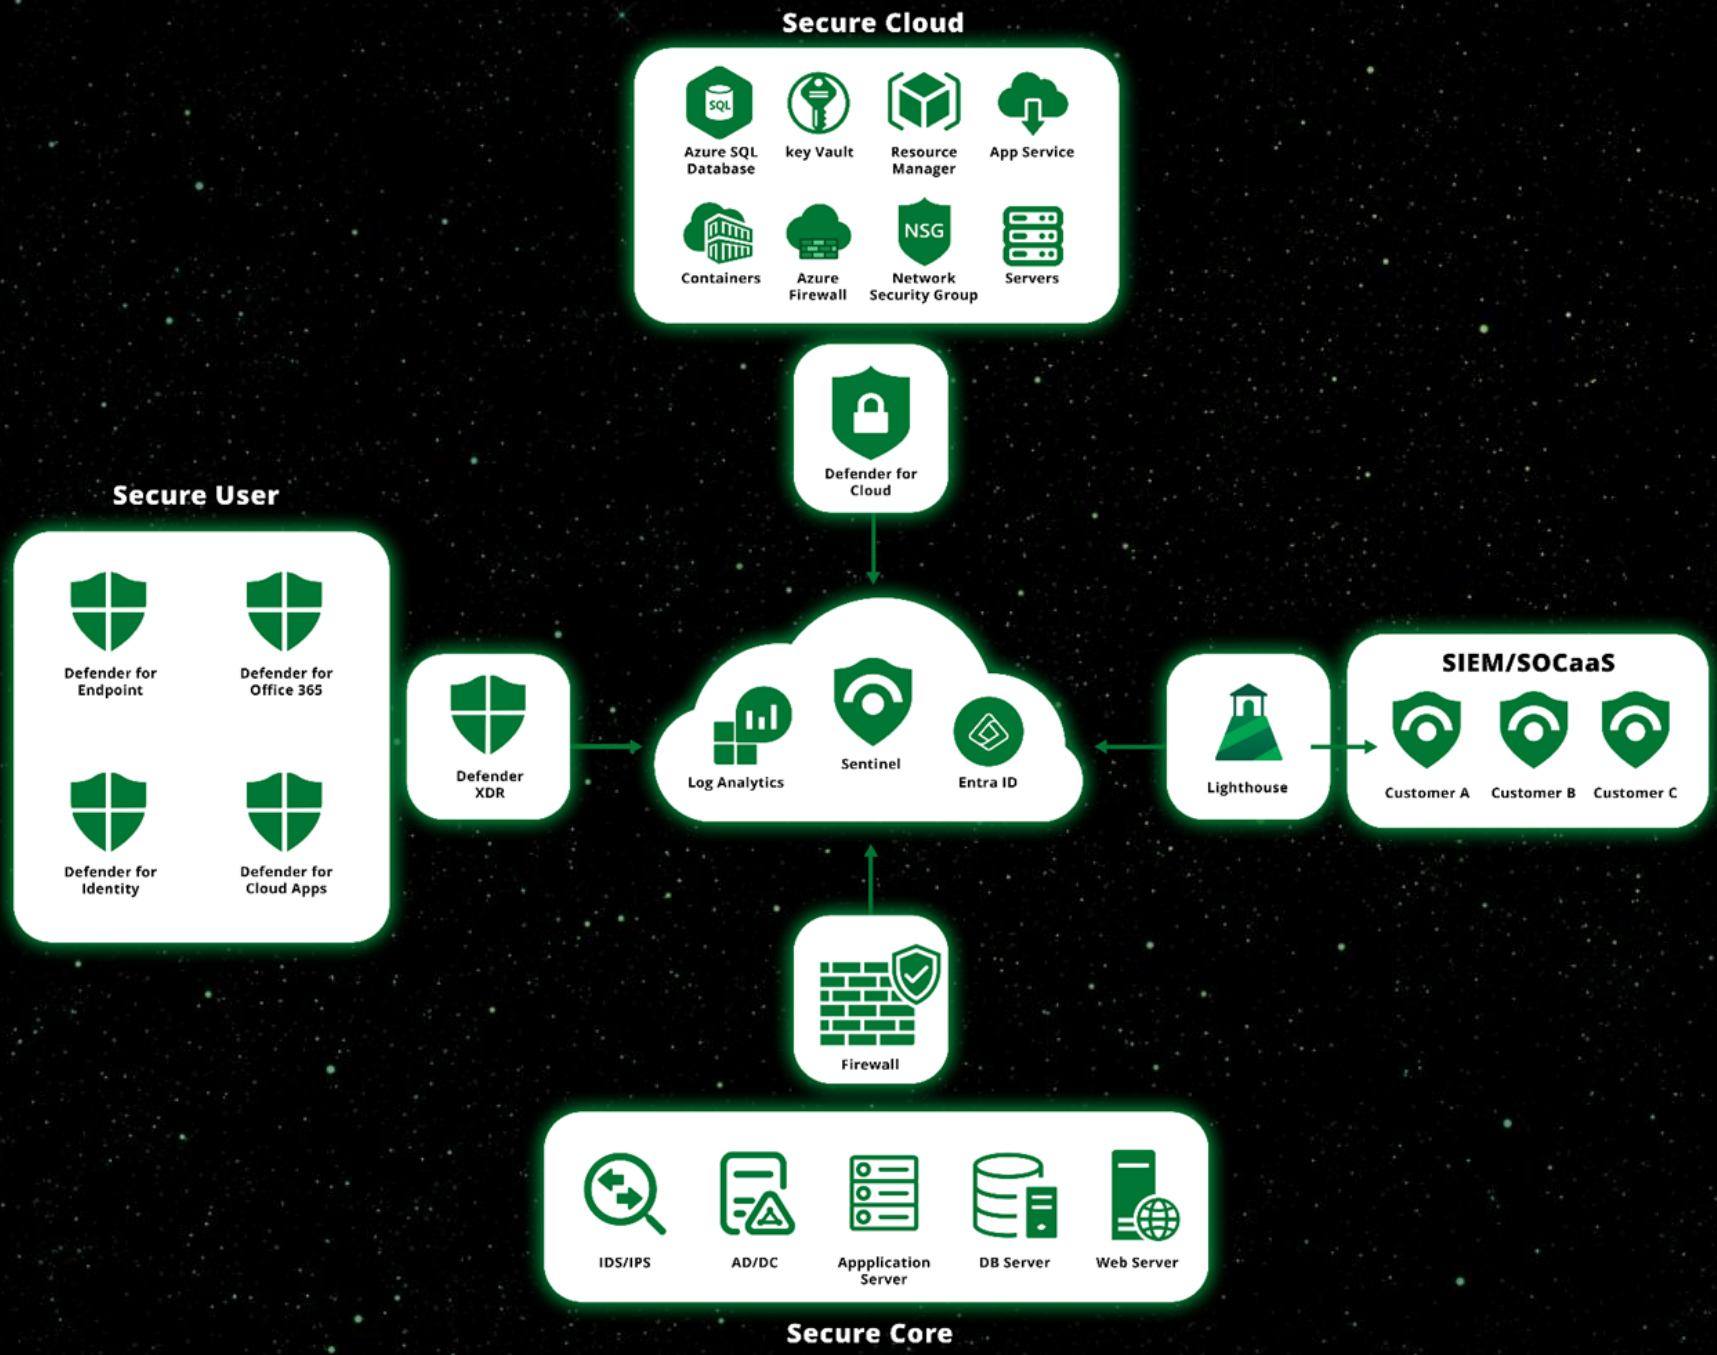 Secure Cloud
SQL
Azure SQL
Database
key Vault
Resource
Manager
App Service
Containers
Azure
Firewall
NSG
Network
Security Group
Servers
Defender for
Cloud
Secure User
Defender for
Endpoint
Defender for
Office 365
Defender for
Identity
Defender for
Cloud Apps
Defender
XDR
Log Analytics
Sentinel
Entra ID
Lighthouse
SIEM/SOCaaS
Customer A
Customer B
Customer C
Firewall
IDS/IPS
AD/DC
Appplication
Server
DB Server
Web Server
Secure Core